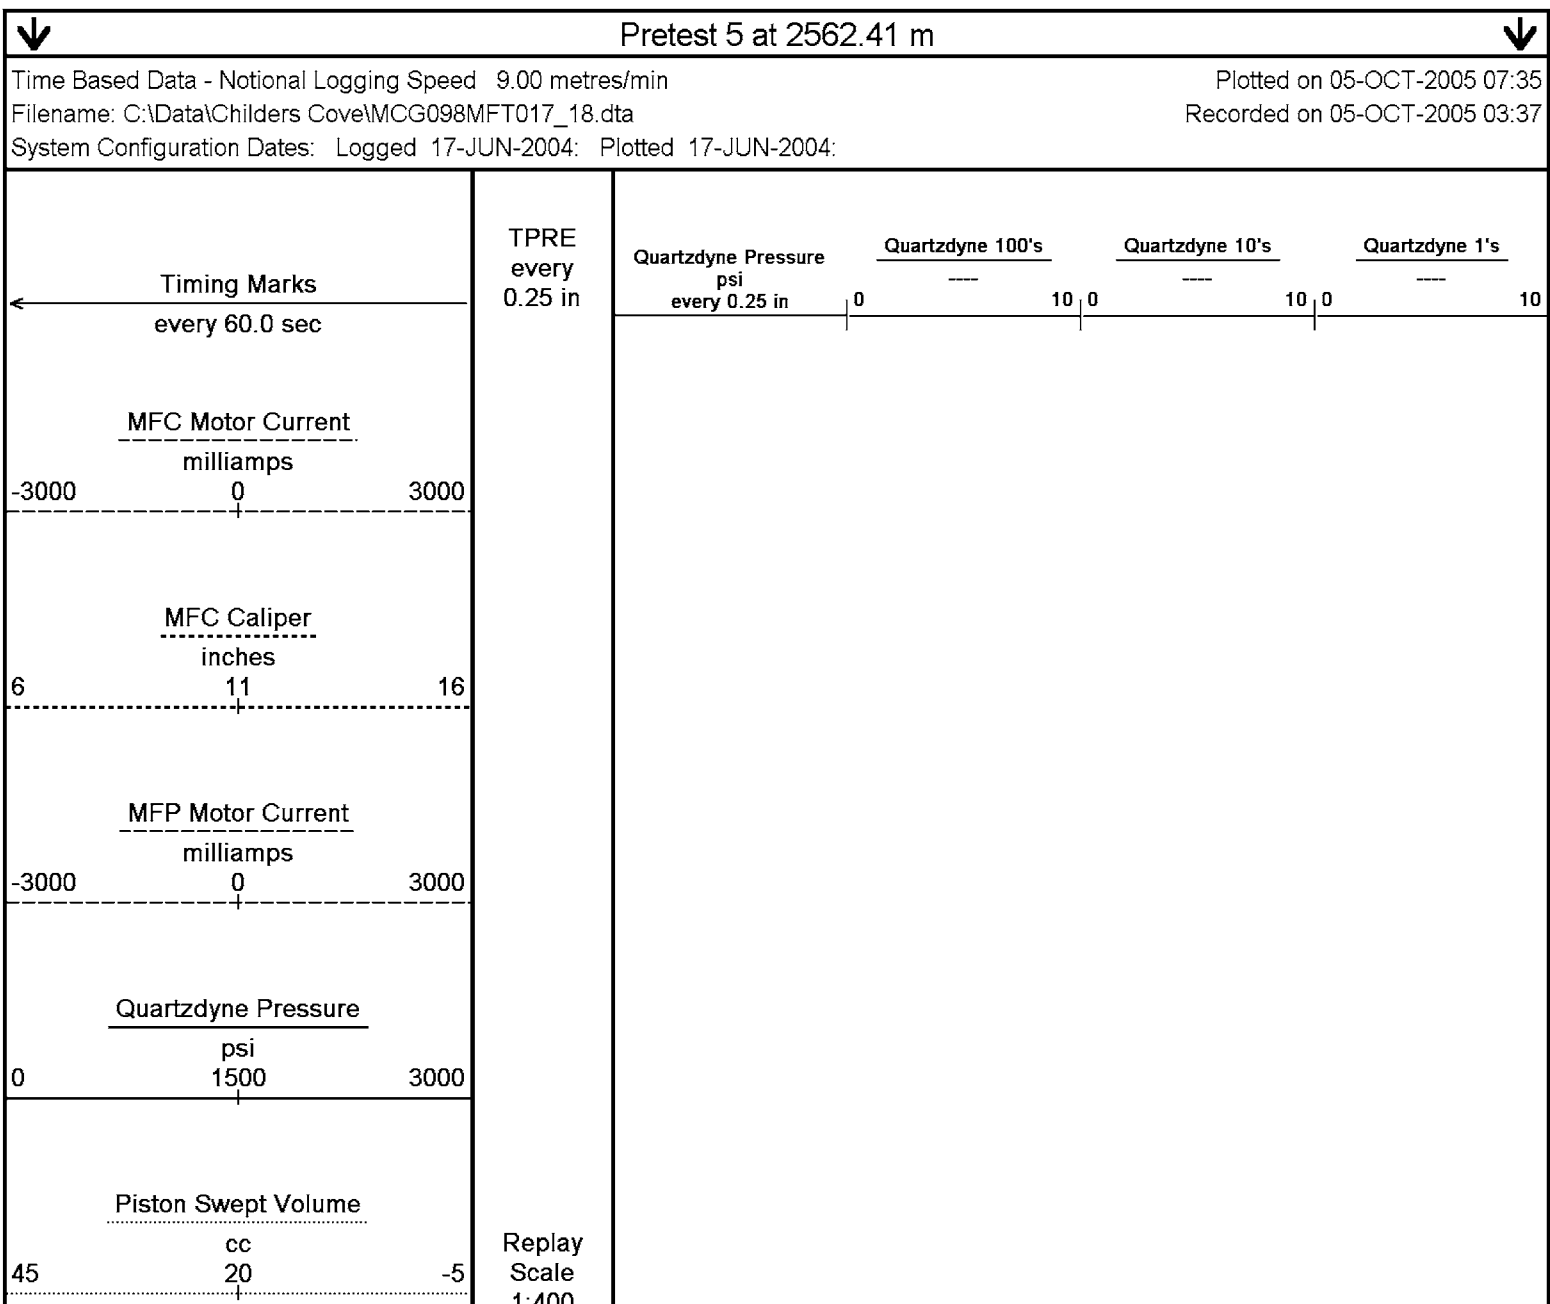 Pretest 5 at 2562.41 m
Time Based Data - Notional Logging Speed 9.00 metres/min
Plotted on 05-OCT-2005 07:35
Filename: C:\Data\Childers Cove\MCG098MFT017_18.dta
Recorded on 05-OCT-2005 03:37
System Configuration Dates: Logged 17-JUN-2004: Plotted 17-JUN-2004:
Timing Marks
every 60.0 sec
MFC Motor Current
milliamps
-3000 0 3000
MFC Caliper
inches
6 11 16
MFP Motor Current
milliamps
-3000 0 3000
Quartzdyne Pressure
psi
0 1500 3000
Piston Swept Volume
cc
45 20 -5
TPRE
every
0.25 in
Replay
Scale
1:400
Quartzdyne Pressure
psi
every 0.25 in
Quartzdyne 100's
----
0 10
Quartzdyne 10's
----
0 10
Quartzdyne 1's
----
0 10